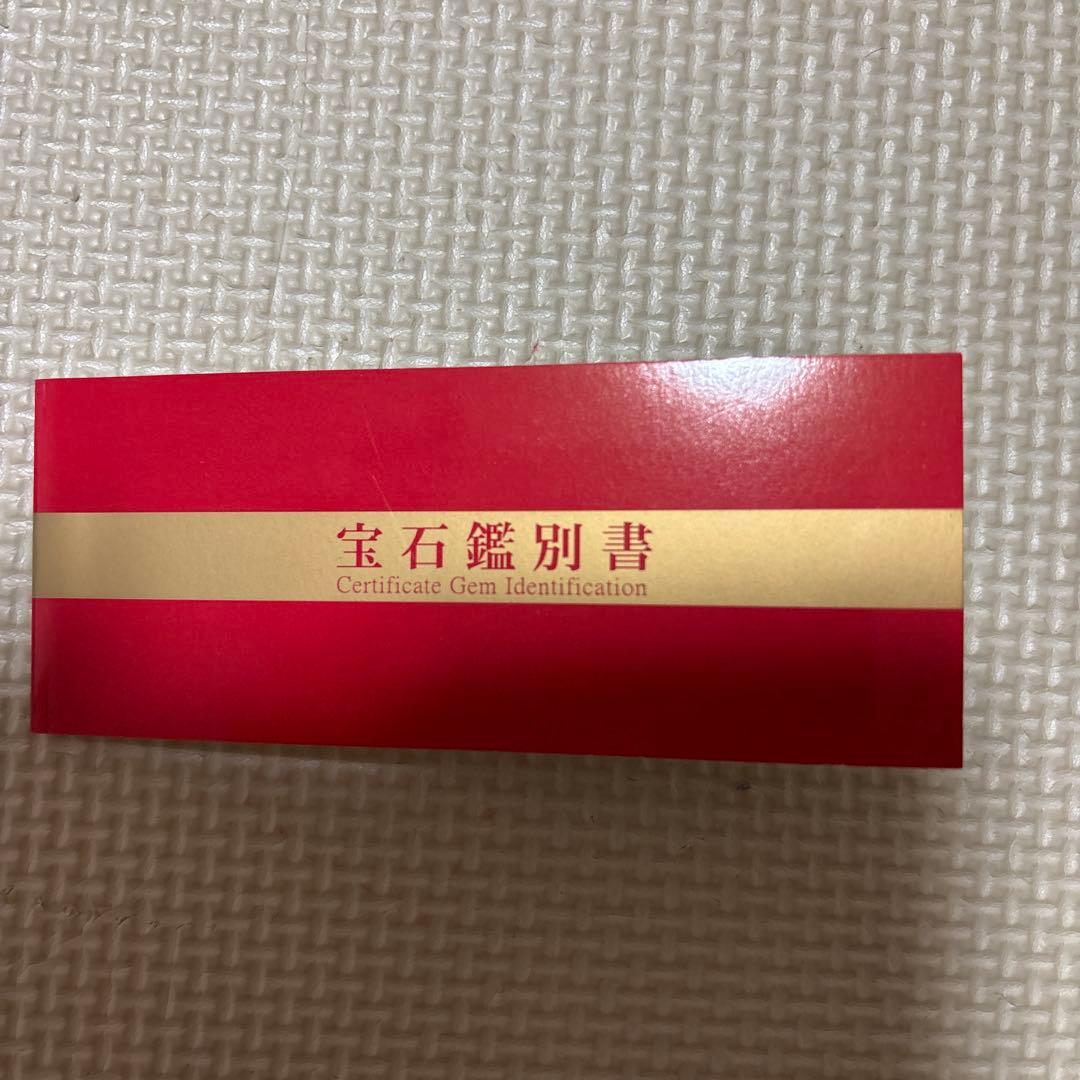 宝石鑑別書
Certificate Gem Identification